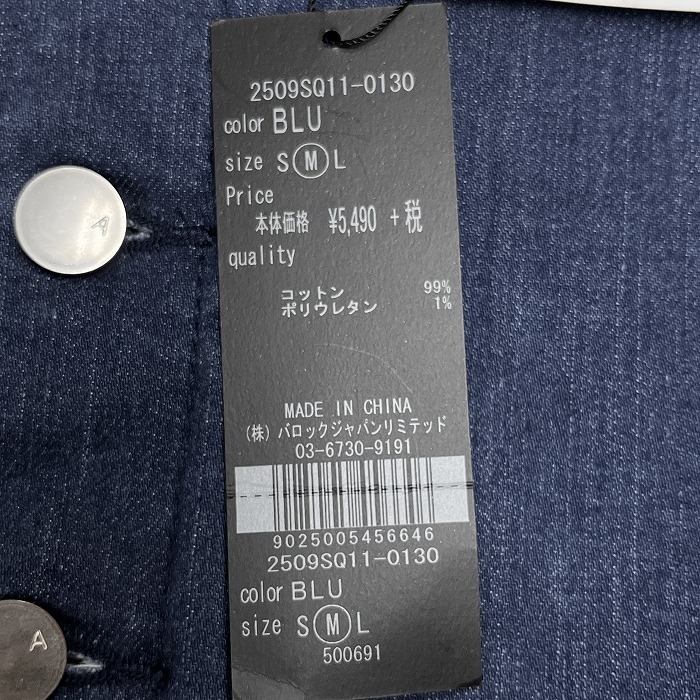 2509SQ11-0130
color BLU
size S M L
Price
本体価格 ¥5,490 +税
quality
コットン 99%
ポリウレタン 1%
MADE IN CHINA
(株)バロックジャパンリミテッド
03-6730-9191
9025005456646
2509SQ11-0130
color BLU
size S M L
500691
A
A